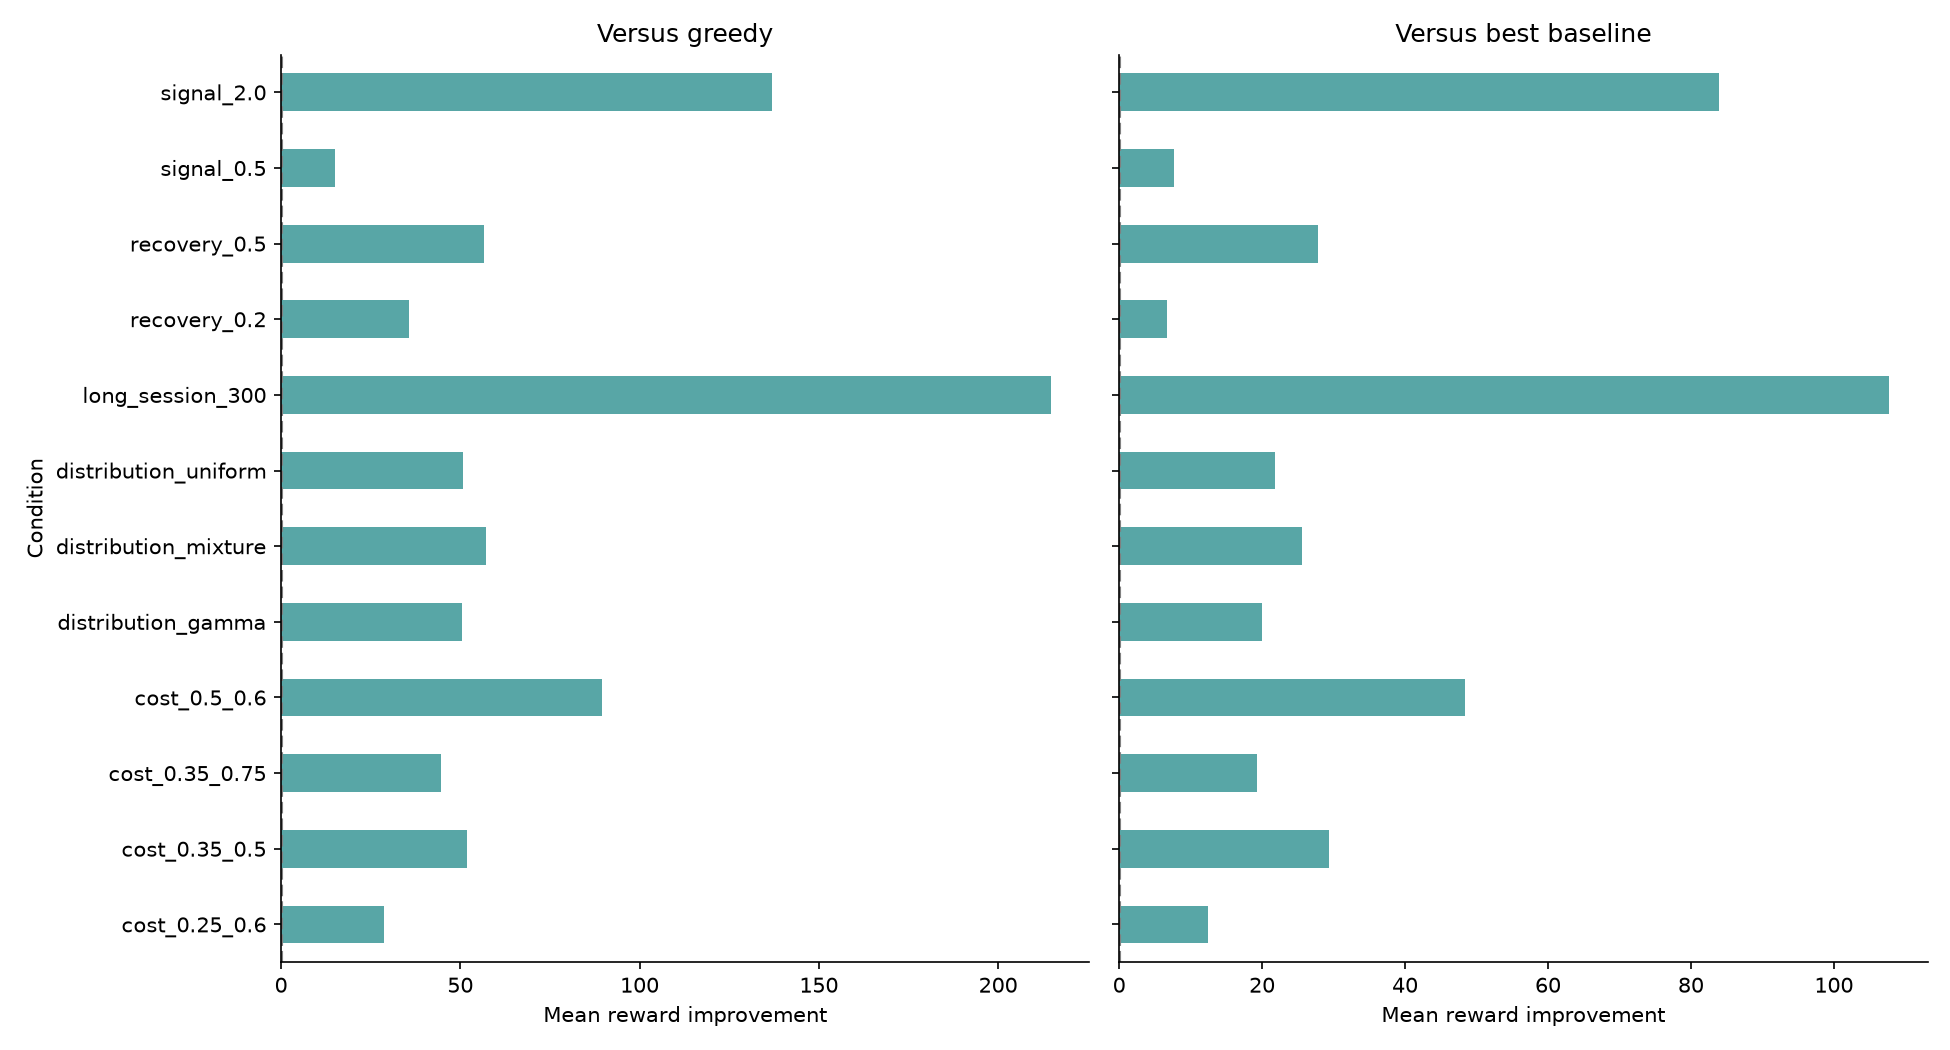 Versus greedy
Versus best baseline
Condition
signal_2.0
signal_0.5
recovery_0.5
recovery_0.2
long_session_300
distribution_uniform
distribution_mixture
distribution_gamma
cost_0.5_0.6
cost_0.35_0.75
cost_0.35_0.5
cost_0.25_0.6
0 50 100 150 200
Mean reward improvement
0 20 40 60 80 100
Mean reward improvement